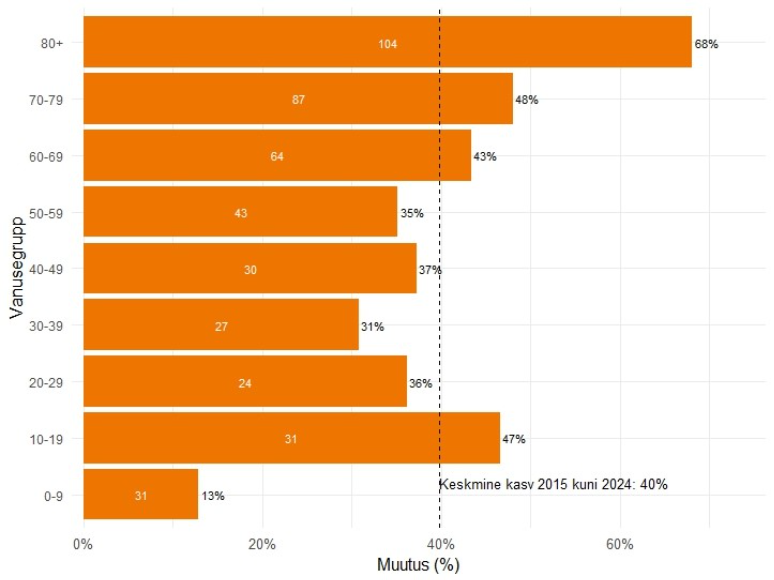 80+ 104 68%
70-79 87 48%
60-69 64 43%
50-59 43 35%
40-49 30 37%
30-39 27 31%
20-29 24 36%
10-19 31 47%
Keskmine kasv 2015 kuni 2024: 40%
0-9 31 13%
0% 20% 40% 60%
Muutus (%)
Vanusegrupp